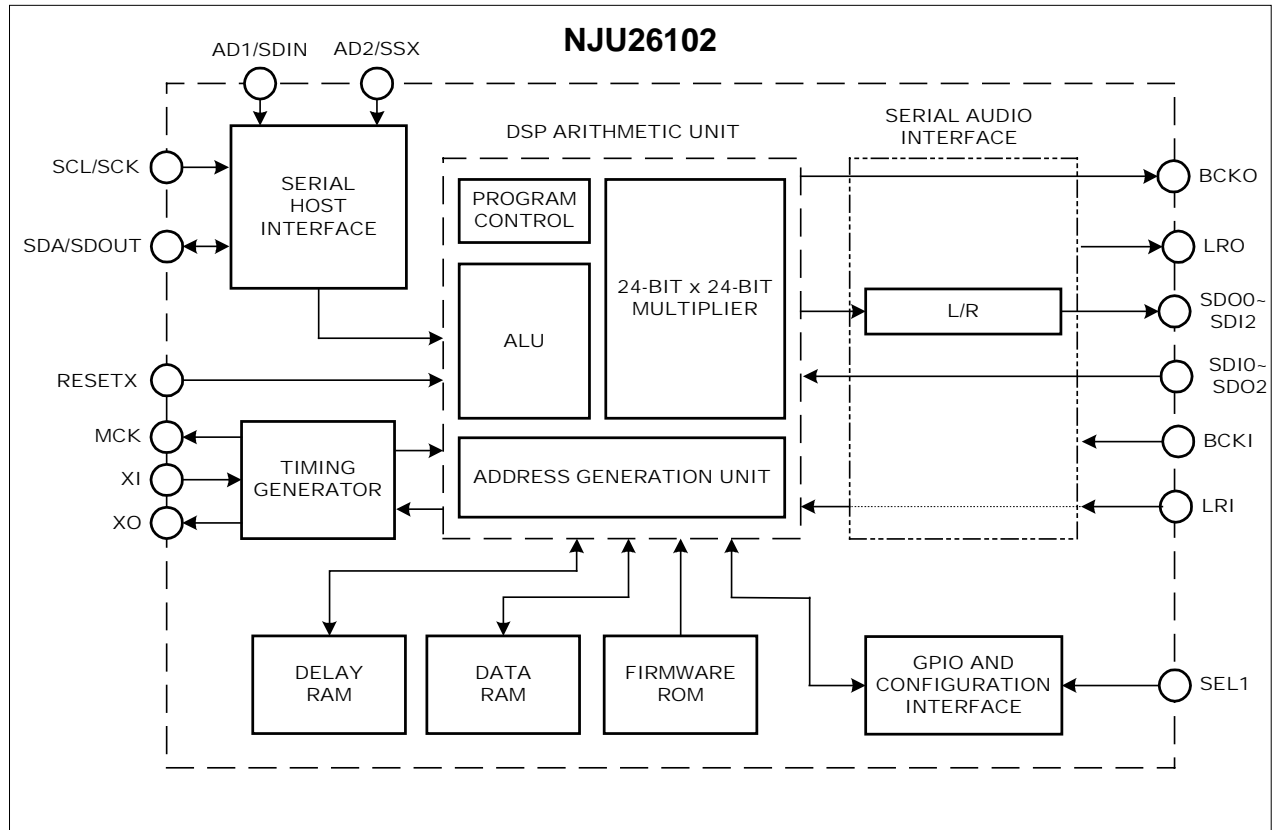 NJU26102
AD1/SDIN
AD2/SSX
SERIAL AUDIO
INTERFACE
DSP ARITHMETIC UNIT
SCL/SCK
SDA/SDOUT
SERIAL
HOST
INTERFACE
PROGRAM
CONTROL
24-BIT x 24-BIT
MULTIPLIER
ALU
L/R
BCKO
LRO
SDO0~
SDI2
SDI0~
SDO2
BCKI
LRI
RESETX
MCK
XI
XO
TIMING
GENERATOR
ADDRESS GENERATION UNIT
DELAY
RAM
DATA
RAM
FIRMWARE
ROM
GPIO AND
CONFIGURATION
INTERFACE
SEL1